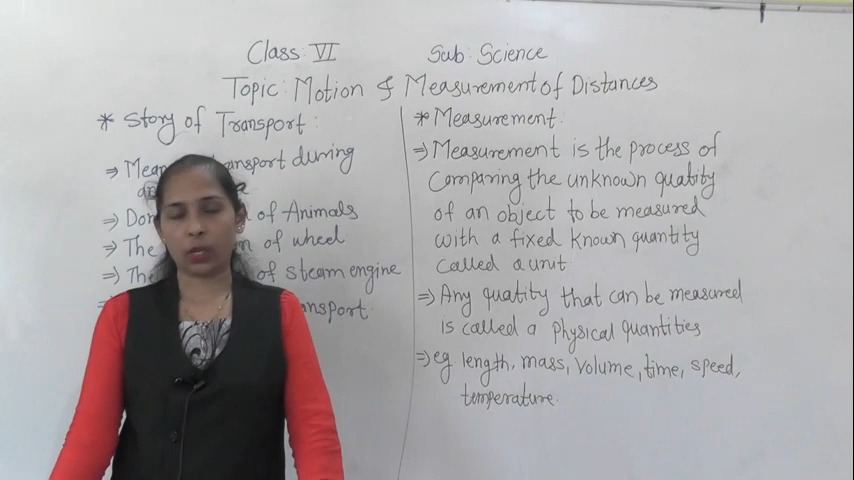 Class: VI Sub: Science
Topic: Motion & Measurement of Distances
* Story of Transport:
⇒ Mea transport during
⇒ Dom of Animals
⇒ The n of wheel
⇒ The of steam engine
nsport.
* Measurement:
⇒ Measurement is the process of
Comparing the unknown quatity
of an object to be measured
with a fixed known quantity
called a unit
⇒ Any quatity that can be measured
is called a physical quantities
⇒ eg length, mass, volume, time, speed,
temperature.